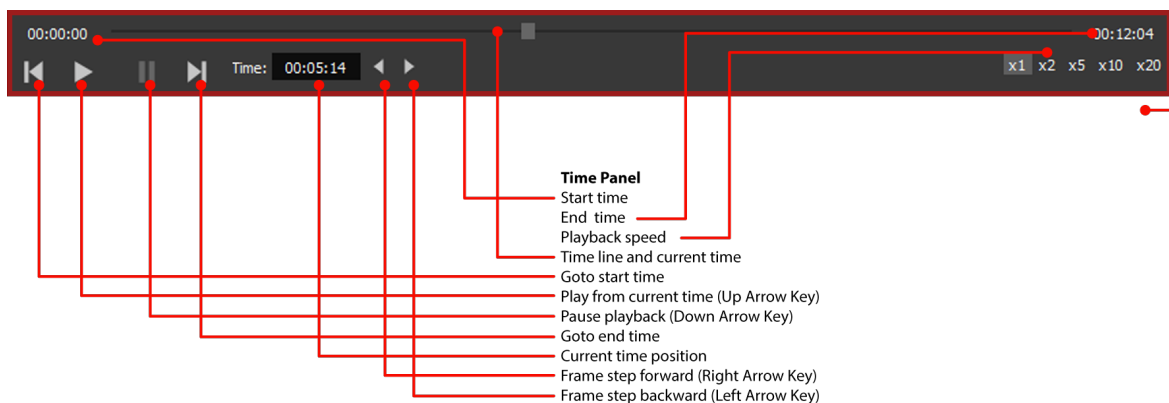 00:00:00
00:12:04
Time: 00:05:14
x1 x2 x5 x10 x20
Time Panel
Start time
End time
Playback speed
Time line and current time
Goto start time
Play from current time (Up Arrow Key)
Pause playback (Down Arrow Key)
Goto end time
Current time position
Frame step forward (Right Arrow Key)
Frame step backward (Left Arrow Key)